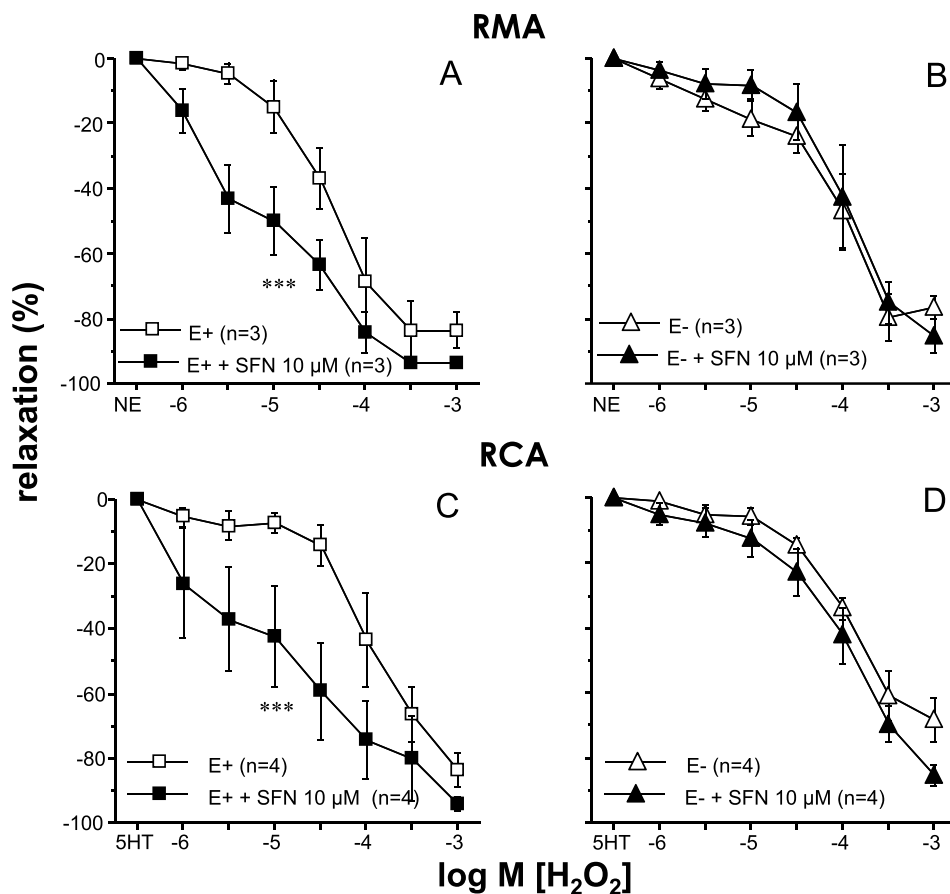 RMA
A
B
0
-20
-40
-60
-80
-100
E+ (n=3)
E+ + SFN 10 µM (n=3)
E- (n=3)
E- + SFN 10 µM (n=3)
***
NE -6 -5 -4 -3
NE -6 -5 -4 -3
relaxation (%)
RCA
C
D
0
-20
-40
-60
-80
-100
***
E+ (n=4)
E+ + SFN 10 µM (n=4)
E- (n=4)
E- + SFN 10 µM (n=4)
5HT -6 -5 -4 -3
5HT -6 -5 -4 -3
log M [H₂O₂]